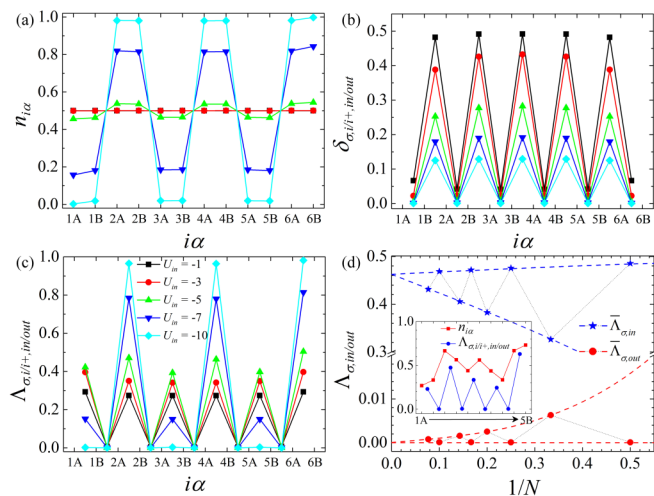 (a)
n_{iα}
1.0
0.8
0.6
0.4
0.2
0.0
1A 1B 2A 2B 3A 3B 4A 4B 5A 5B 6A 6B
iα
(b)
δ_{σ,i/i+,in/out}
0.5
0.4
0.3
0.2
0.1
0.0
1A 2A 3A 4A 5A 6A 6B
iα
(c)
Λ_{σ,i/i+,in/out}
1.0
0.8
0.6
0.4
0.2
0.0
U_{in} = -1
U_{in} = -3
U_{in} = -5
U_{in} = -7
U_{in} = -10
1A 1B 2A 2B 3A 3B 4A 4B 5A 5B 6A 6B
iα
(d)
Λ_{σ,in/out}
0.5
0.4
0.3
0.01
0.00
Λ̅_{σ,in}
Λ̅_{σ,out}
1.0
0.5
0.0
n_{iα}
Λ_{σ,i/i+,in/out}
1A 5B
0.0 0.1 0.2 0.3 0.4 0.5
1/N